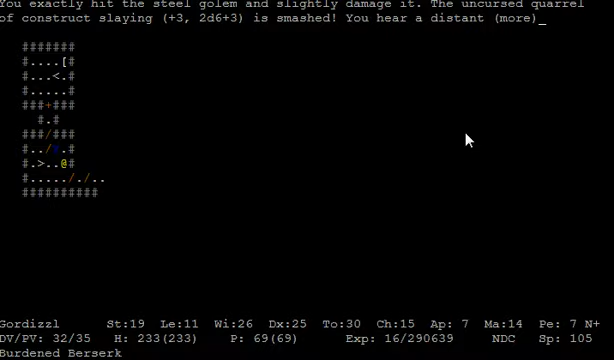 You exactly hit the steel golem and slightly damage it. The uncursed quarrel
of construct slaying (+3, 2d6+3) is smashed! You hear a distant (more)_
#######
#....[#
#...<.#
#.....#
###+###
#.#
###/###
#../#.#
#.>..@#
#...../././..
##########
Gordizzl St:19 Le:11 Wi:26 Dx:25 To:30 Ch:15 Ap: 7 Ma:14 Pe: 7 N+
DV/PV: 32/35 H: 233(233) P: 69(69) Exp: 16/290639 NDC Sp: 105
Burdened Berserk